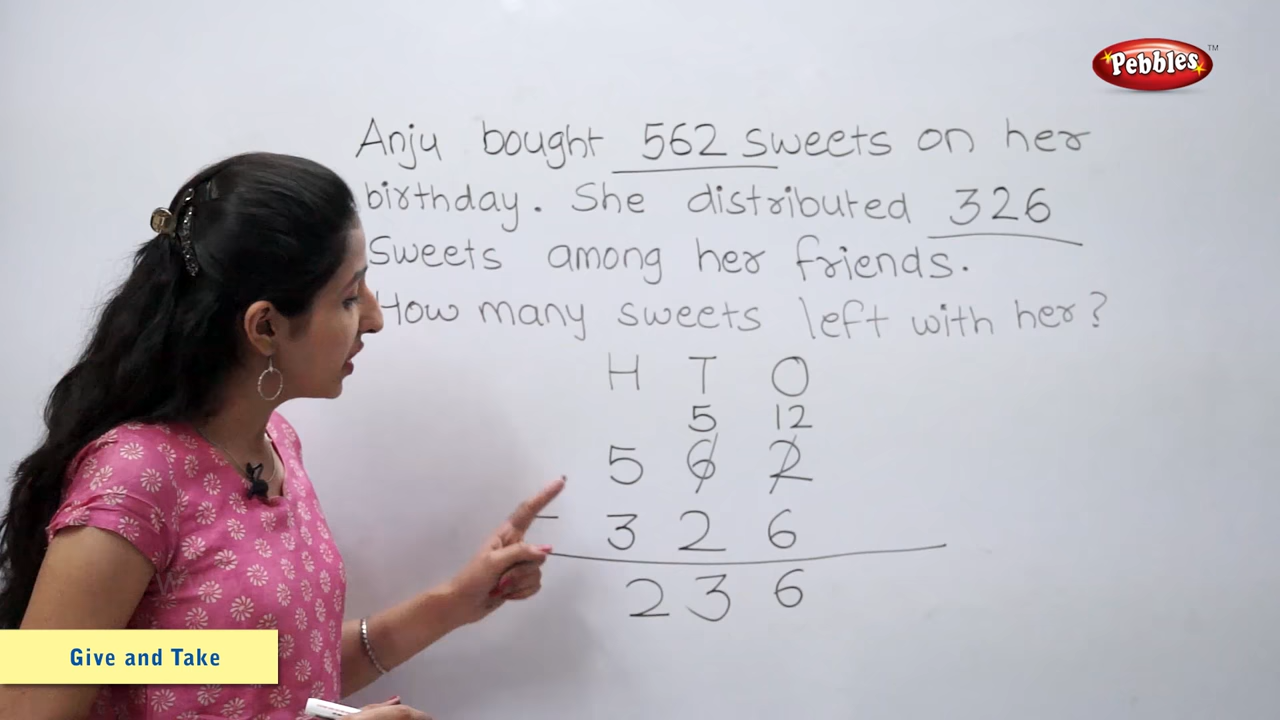 Pebbles TM
Anju bought 562 sweets on her
birthday. She distributed 326
Sweets among her friends.
How many sweets left with her?
H T O
5 12
5 6 2
- 3 2 6
2 3 6
Give and Take